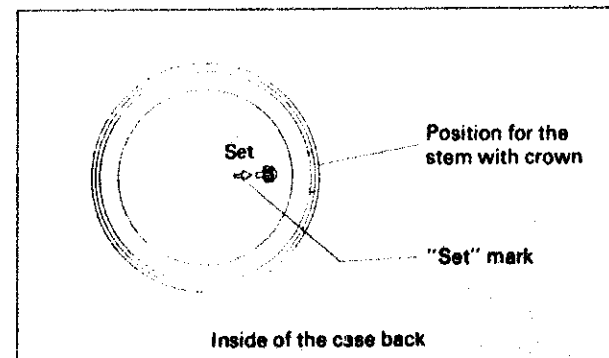 Set
Position for the
stem with crown
"Set" mark
Inside of the case back